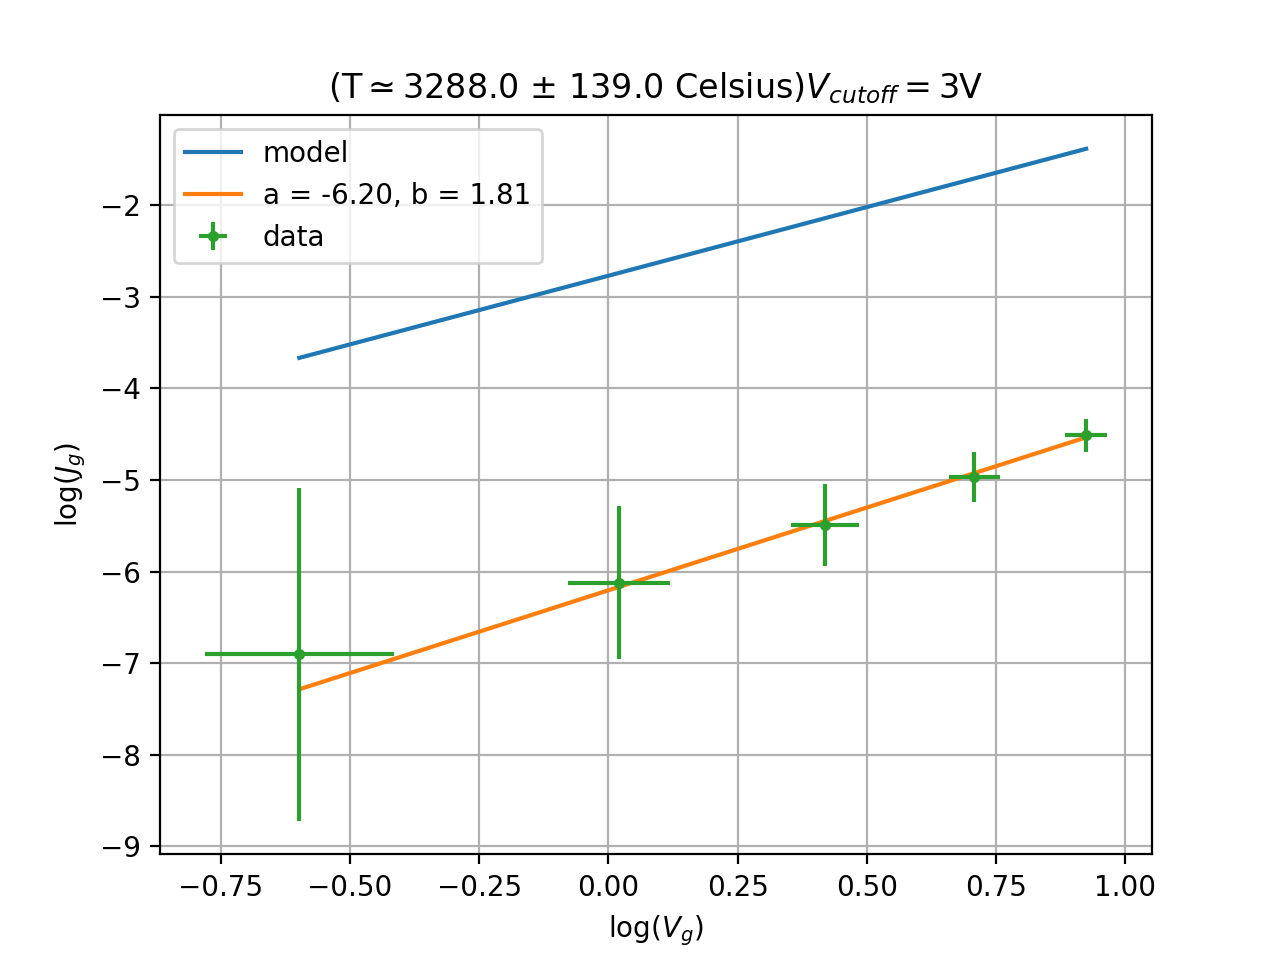 (T ≃ 3288.0 ± 139.0 Celsius)V_cutoff = 3V
model
a = -6.20, b = 1.81
data
log(J_g)
−2
−3
−4
−5
−6
−7
−8
−9
−0.75 −0.50 −0.25 0.00 0.25 0.50 0.75 1.00
log(V_g)